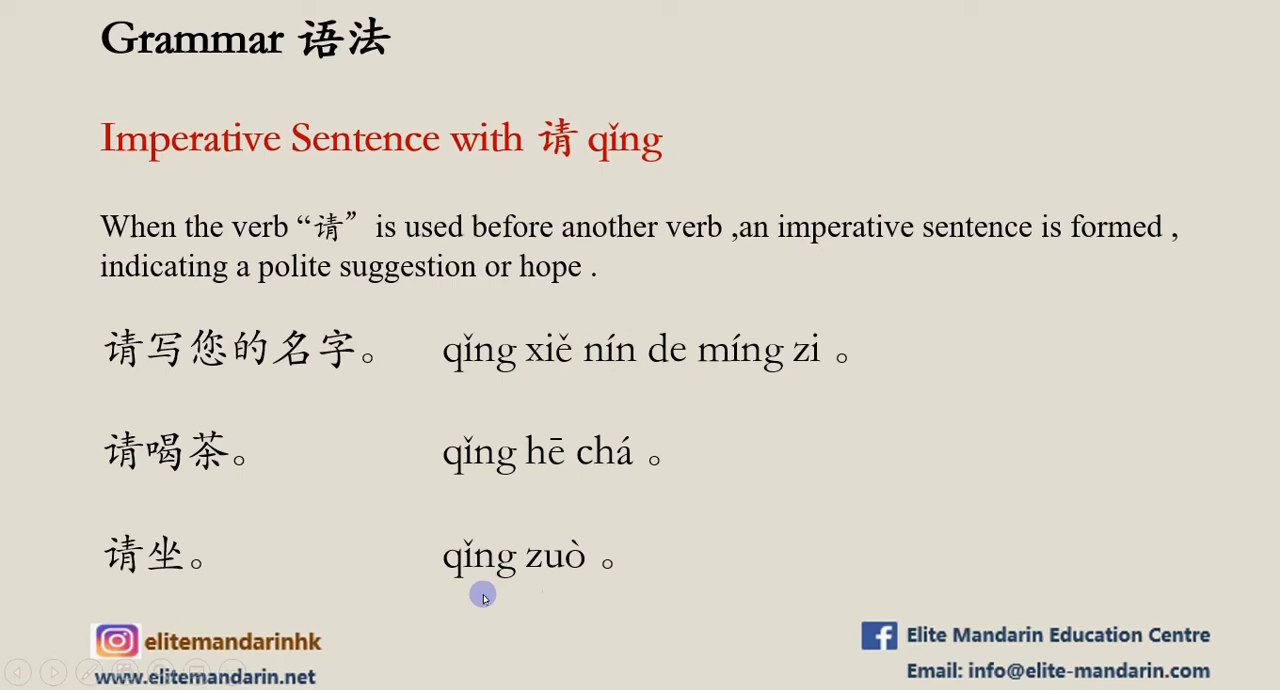 Grammar 语法
Imperative Sentence with 请 qǐng
When the verb “请” is used before another verb ,an imperative sentence is formed ,
indicating a polite suggestion or hope .
请写您的名字。 qǐng xiě nín de míng zi 。
请喝茶。 qǐng hē chá 。
请坐。 qǐng zuò 。
elitemandarinhk
www.elitemandarin.net
Elite Mandarin Education Centre
Email: info@elite-mandarin.com